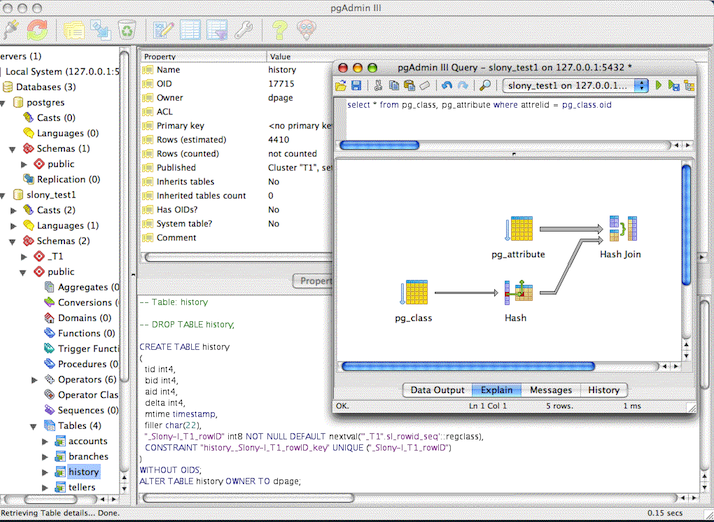 pgAdmin III
Servers (1)
Local System (127.0.0.1:5
Databases (3)
postgres
Casts (0)
Languages (0)
Schemas (1)
public
Replication (0)
slony_test1
Casts (2)
Languages (1)
Schemas (2)
_T1
public
Aggregates (0
Conversions (
Domains (0)
Functions (0)
Trigger Funct
Procedures (0
Operators (6)
Operator Clas
Sequences (0)
Tables (4)
accounts
branches
history
tellers
Property Value
Name history
OID 17715
Owner dpage
ACL
Primary key <no primary k
Rows (estimated) 4410
Rows (counted) not counted
Published Cluster "T1", set
Inherits tables No
Inherited tables count 0
Has OIDs? No
System table? No
Comment
Propert
-- Table: history
-- DROP TABLE history;
CREATE TABLE history
(
tid int4,
bid int4,
aid int4,
delta int4,
mtime timestamp,
filler char(22),
"_Slony-I_T1_rowID" int8 NOT NULL DEFAULT nextval('"_T1".sl_rowid_seq'::regclass),
CONSTRAINT "history__Slony-I_T1_rowID_key" UNIQUE ("_Slony-I_T1_rowID")
)
WITHOUT OIDS;
ALTER TABLE history OWNER TO dpage;
pgAdmin III Query - slony_test1 on 127.0.0.1:5432 *
slony_test1 on 127.0.0.1...
select * from pg_class, pg_attribute where attrelid = pg_class.oid
pg_attribute
Hash Join
pg_class
Hash
Data Output Explain Messages History
OK. Ln 1 Col 1 5 rows. 1 ms
Retrieving Table details... Done. 0.15 secs